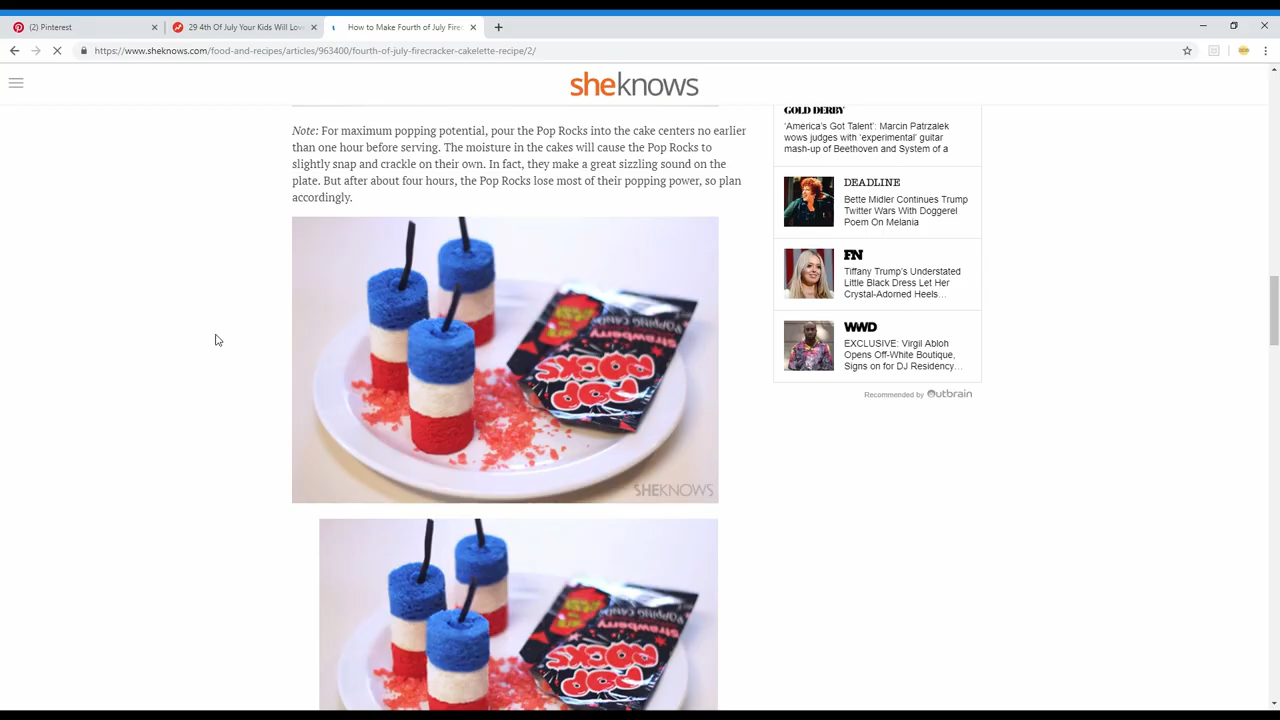 (2) Pinterest
29 4th Of July Your Kids Will Lov
How to Make Fourth of July Firec
https://www.sheknows.com/food-and-recipes/articles/963400/fourth-of-july-firecracker-cakelette-recipe/2/
sheknows
Note: For maximum popping potential, pour the Pop Rocks into the cake centers no earlier
than one hour before serving. The moisture in the cakes will cause the Pop Rocks to
slightly snap and crackle on their own. In fact, they make a great sizzling sound on the
plate. But after about four hours, the Pop Rocks lose most of their popping power, so plan
accordingly.
GOLD DERBY
‘America’s Got Talent’: Marcin Patrzalek
wows judges with ‘experimental’ guitar
mash-up of Beethoven and System of a
DEADLINE
Bette Midler Continues Trump
Twitter Wars With Doggerel
Poem On Melania
FN
Tiffany Trump’s Understated
Little Black Dress Let Her
Crystal-Adorned Heels…
WWD
EXCLUSIVE: Virgil Abloh
Opens Off-White Boutique,
Signs on for DJ Residency…
Recommended by Outbrain
POPPING CANDY
strawberry
POP
ROCKS
SHEKNOWS
POPPING CANDY
strawberry
POP
ROCKS